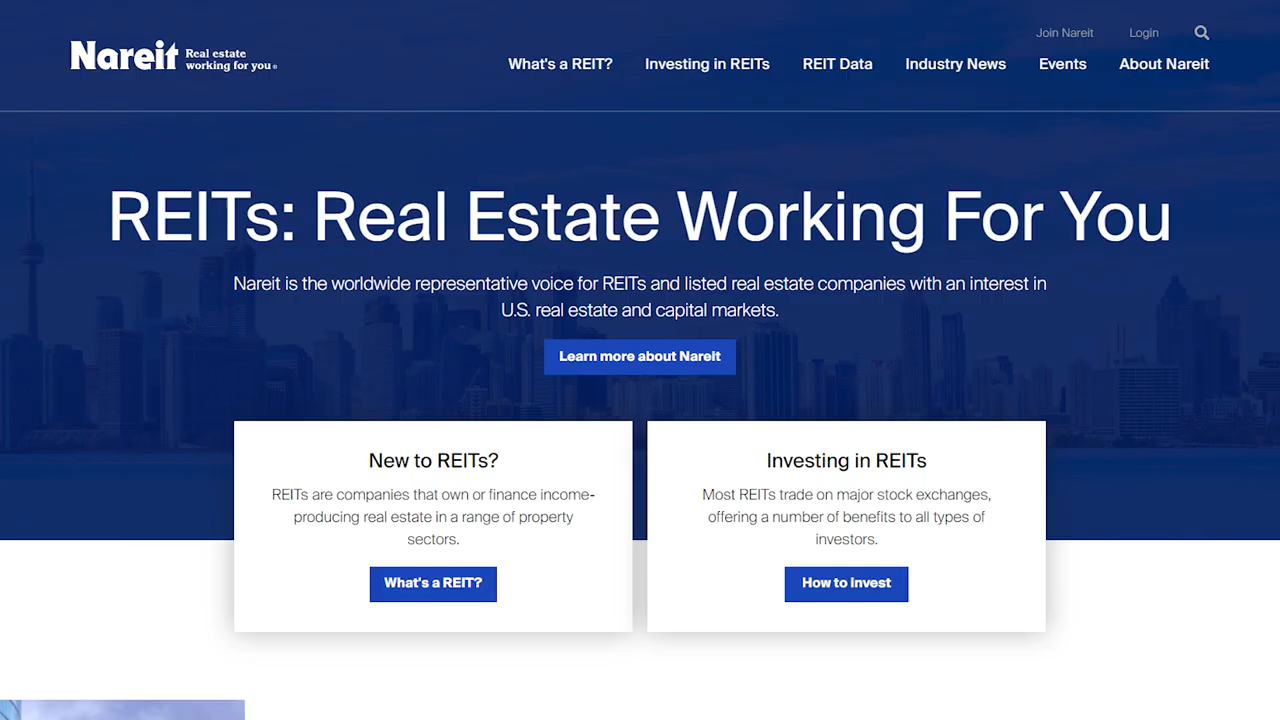 Join Nareit Login
Nareit Real estate
working for you®
What's a REIT? Investing in REITs REIT Data Industry News Events About Nareit
REITs: Real Estate Working For You
Nareit is the worldwide representative voice for REITs and listed real estate companies with an interest in
U.S. real estate and capital markets.
Learn more about Nareit
New to REITs?
REITs are companies that own or finance income-
producing real estate in a range of property
sectors.
What's a REIT?
Investing in REITs
Most REITs trade on major stock exchanges,
offering a number of benefits to all types of
investors.
How to Invest